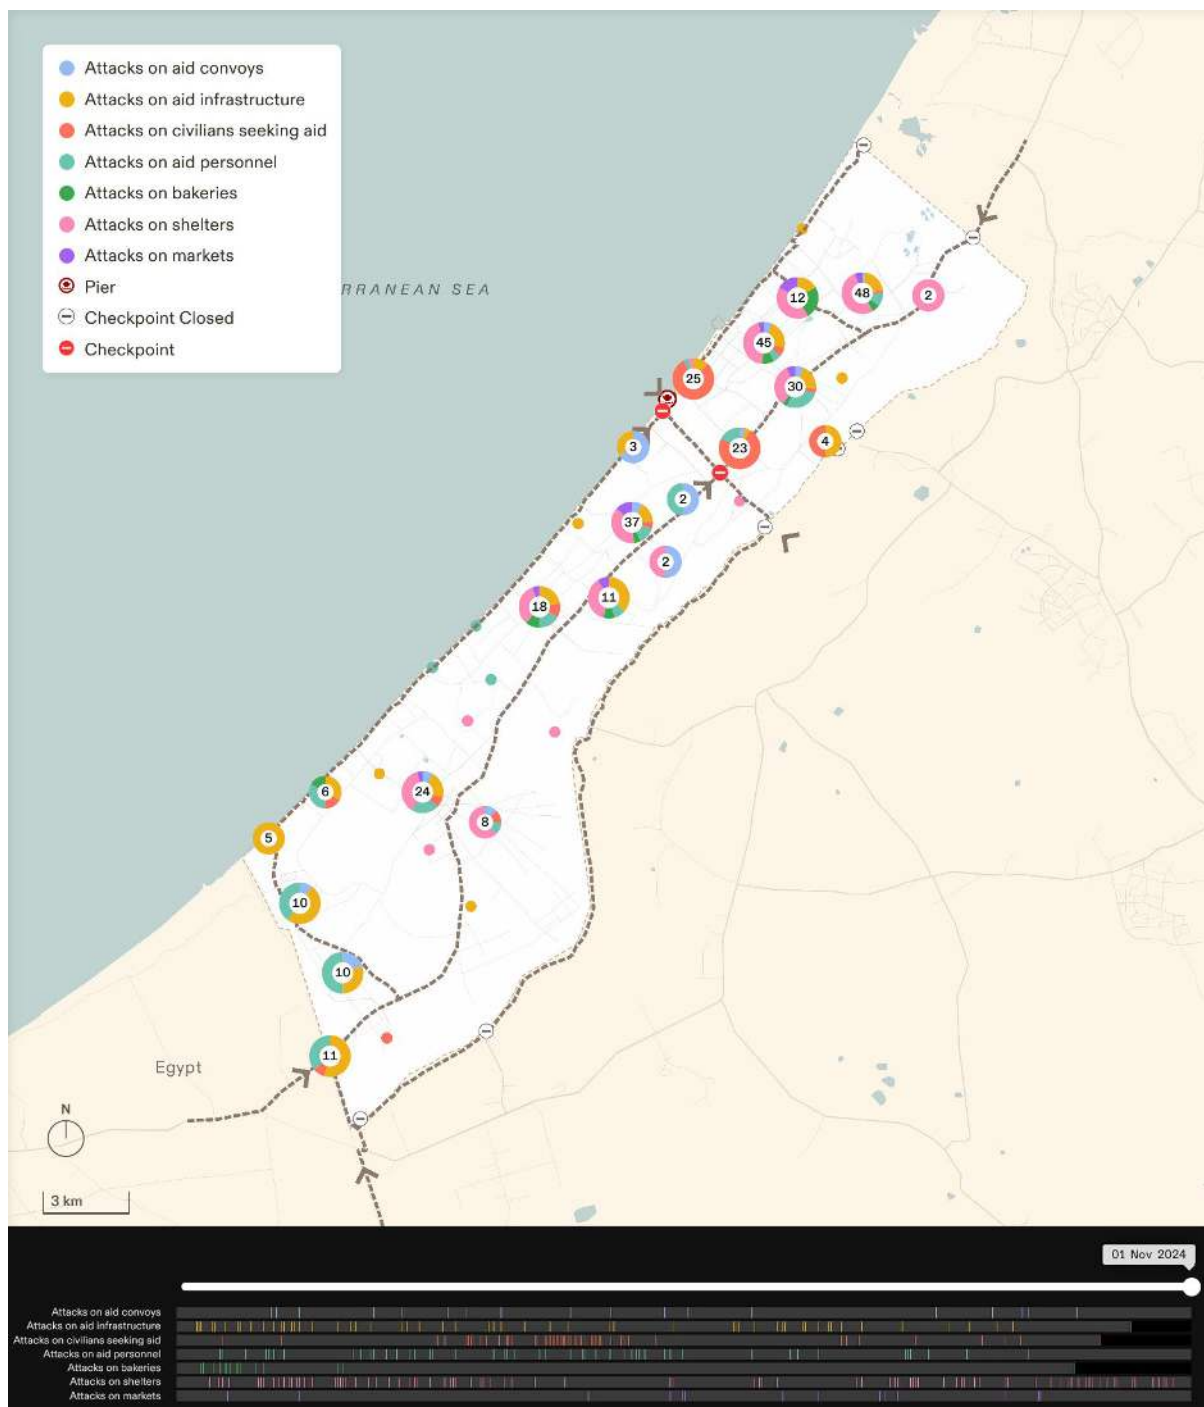 Attacks on aid convoys
Attacks on aid infrastructure
Attacks on civilians seeking aid
Attacks on aid personnel
Attacks on bakeries
Attacks on shelters
Attacks on markets
Pier
Checkpoint Closed
Checkpoint
RRANEAN SEA
12
48
2
45
25
30
3
23
4
2
37
2
18
11
6
24
5
8
10
10
11
Egypt
N
3 km
01 Nov 2024
Attacks on aid convoys
Attacks on aid infrastructure
Attacks on civilians seeking aid
Attacks on aid personnel
Attacks on bakeries
Attacks on shelters
Attacks on markets